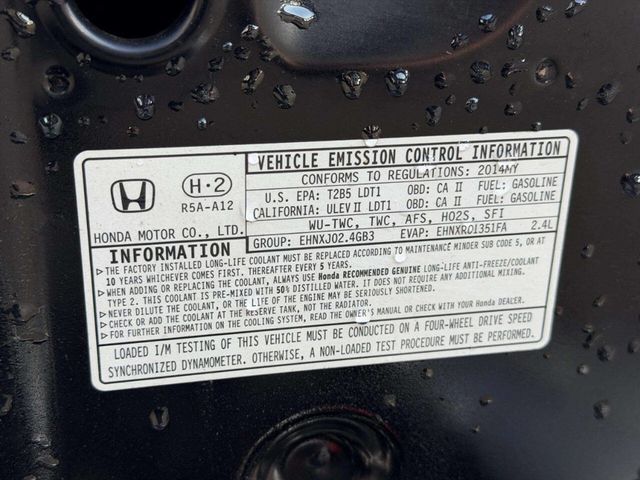 VEHICLE EMISSION CONTROL INFORMATION
CONFORMS TO REGULATIONS: 2014MY
U.S. EPA: T2B5 LDT1 OBD: CA II FUEL: GASOLINE
CALIFORNIA: ULEV II LDT1 OBD: CA II FUEL: GASOLINE
WU-TWC, TWC, AFS, HO2S, SFI
GROUP: EHNXJ02.4GB3 EVAP: EHNXR01351FA 2.4L
H·2
R5A-A12
HONDA MOTOR CO., LTD.
INFORMATION
▶ THE FACTORY INSTALLED LONG-LIFE COOLANT MUST BE REPLACED ACCORDING TO MAINTENANCE MINDER SUB CODE 5, OR AT
10 YEARS WHICHEVER COMES FIRST. THEREAFTER EVERY 5 YEARS.
▶ WHEN ADDING OR REPLACING THE COOLANT, ALWAYS USE Honda RECOMMENDED GENUINE LONG-LIFE ANTI-FREEZE/COOLANT
TYPE 2. THIS COOLANT IS PRE-MIXED WITH 50% DISTILLED WATER. IT DOES NOT REQUIRE ANY ADDITIONAL MIXING.
▶ NEVER DILUTE THE COOLANT, OR THE LIFE OF THE ENGINE MAY BE SERIOUSLY SHORTENED.
▶ CHECK OR ADD THE COOLANT AT THE RESERVE TANK, NOT THE RADIATOR.
▶ FOR FURTHER INFORMATION ON THE COOLING SYSTEM, READ THE OWNER'S MANUAL OR CHECK WITH YOUR Honda DEALER.
LOADED I/M TESTING OF THIS VEHICLE MUST BE CONDUCTED ON A FOUR-WHEEL DRIVE SPEED
SYNCHRONIZED DYNAMOMETER. OTHERWISE, A NON-LOADED TEST PROCEDURE MUST BE PERFORMED.